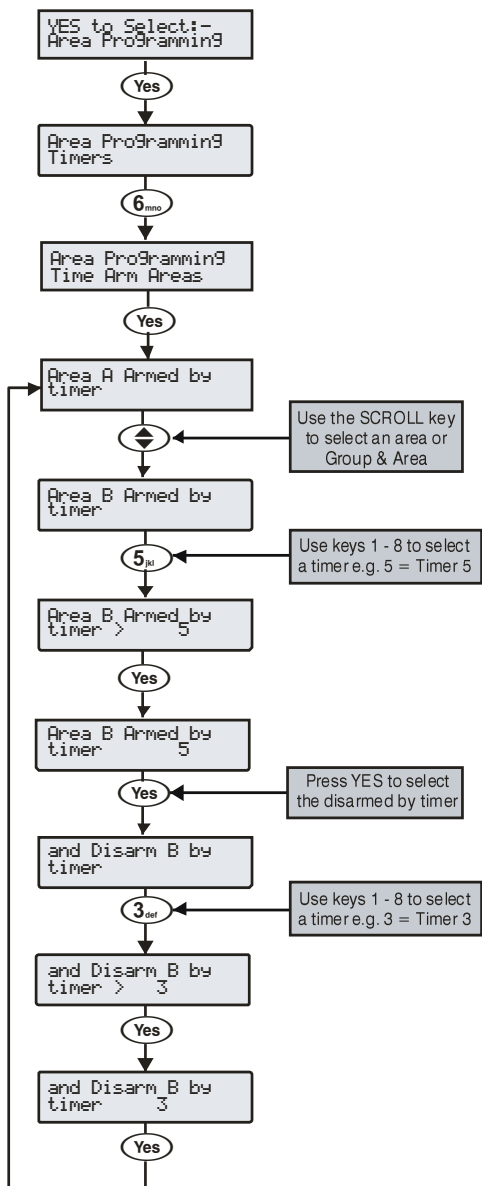 YES to Select:-
Area Programming
Yes
Area Programming
Timers
6mno
Area Programming
Time Arm Areas
Yes
Area A Armed by
timer
Use the SCROLL key
to select an area or
Group & Area
Area B Armed by
timer
5jkl
Use keys 1 - 8 to select
a timer e.g. 5 = Timer 5
Area B Armed by
timer > 5
Yes
Area B Armed by
timer 5
Yes
Press YES to select
the disarmed by timer
and Disarm B by
timer
3def
Use keys 1 - 8 to select
a timer e.g. 3 = Timer 3
and Disarm B by
timer > 3
Yes
and Disarm B by
timer 3
Yes